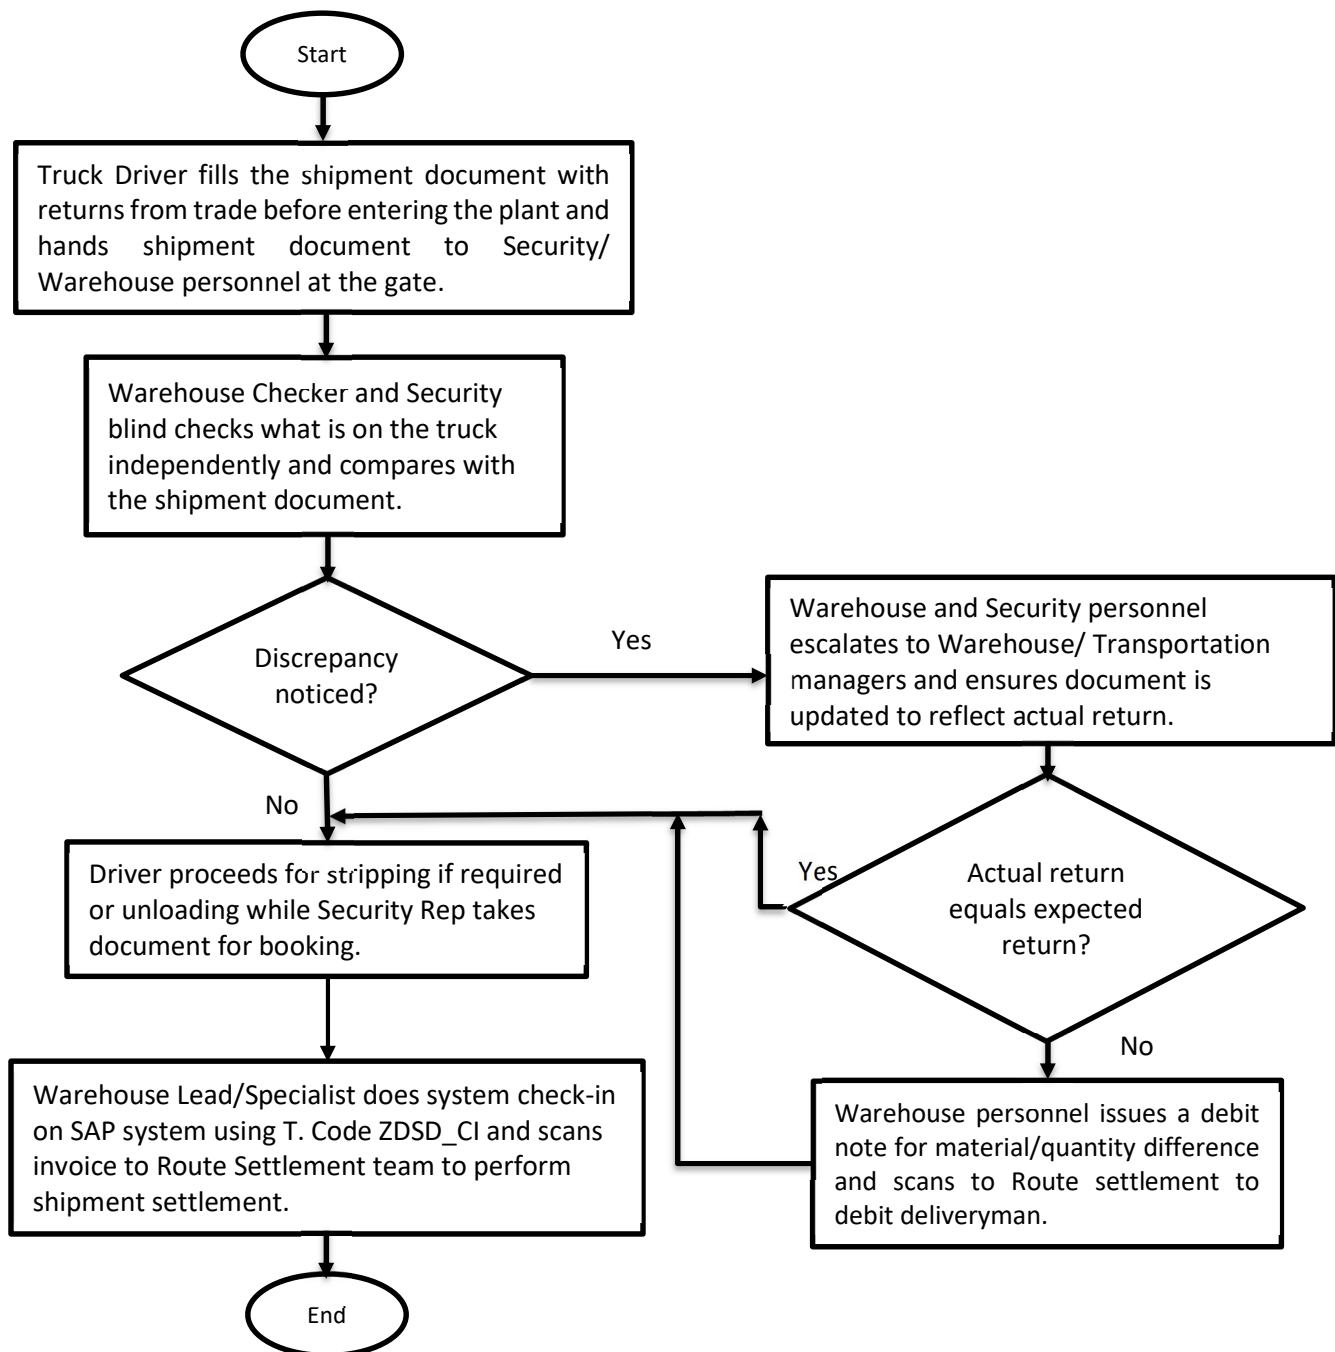 Start
Truck Driver fills the shipment document with
returns from trade before entering the plant and
hands shipment document to Security/
Warehouse personnel at the gate.
Warehouse Checker and Security
blind checks what is on the truck
independently and compares with
the shipment document.
Discrepancy
noticed?
Yes
Warehouse and Security personnel
escalates to Warehouse/ Transportation
managers and ensures document is
updated to reflect actual return.
No
Driver proceeds for stripping if required
or unloading while Security Rep takes
document for booking.
Yes
Actual return
equals expected
return?
No
Warehouse Lead/Specialist does system check-in
on SAP system using T. Code ZDSD_CI and scans
invoice to Route Settlement team to perform
shipment settlement.
Warehouse personnel issues a debit
note for material/quantity difference
and scans to Route settlement to
debit deliveryman.
End